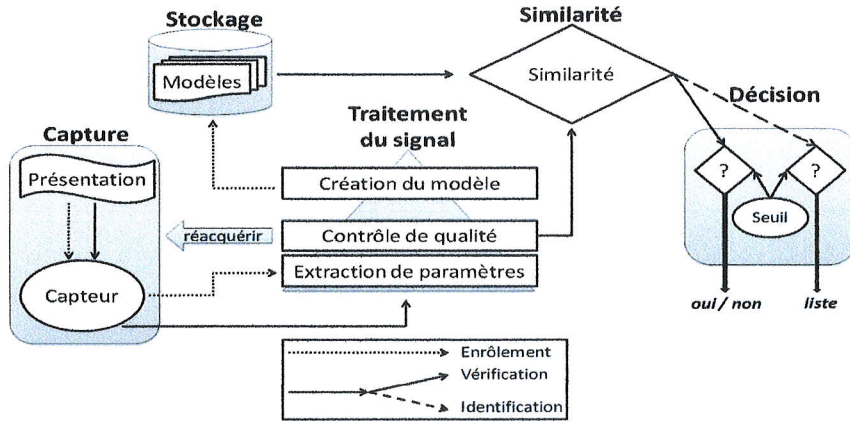 Stockage
Modèles
Similarité
Similarité
Décision
?
?
Seuil
oui / non
liste
Traitement
du signal
Création du modèle
Contrôle de qualité
Extraction de paramètres
réacquérir
Capture
Présentation
Capteur
Enrôlement
Vérification
Identification